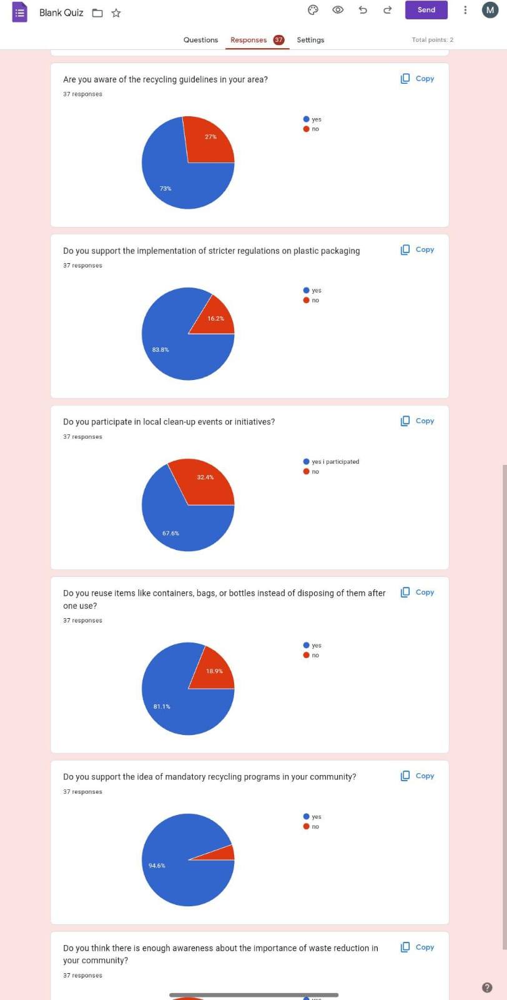 Blank Quiz
Send
M
Questions
Responses 37
Settings
Total points: 2
Are you aware of the recycling guidelines in your area?
Copy
37 responses
yes
no
27%
73%
Do you support the implementation of stricter regulations on plastic packaging
Copy
37 responses
yes
no
16.2%
83.8%
Do you participate in local clean-up events or initiatives?
Copy
37 responses
yes i participated
no
32.4%
67.6%
Do you reuse items like containers, bags, or bottles instead of disposing of them after
one use?
Copy
37 responses
yes
no
18.9%
81.1%
Do you support the idea of mandatory recycling programs in your community?
Copy
37 responses
yes
no
94.6%
Do you think there is enough awareness about the importance of waste reduction in
your community?
Copy
37 responses